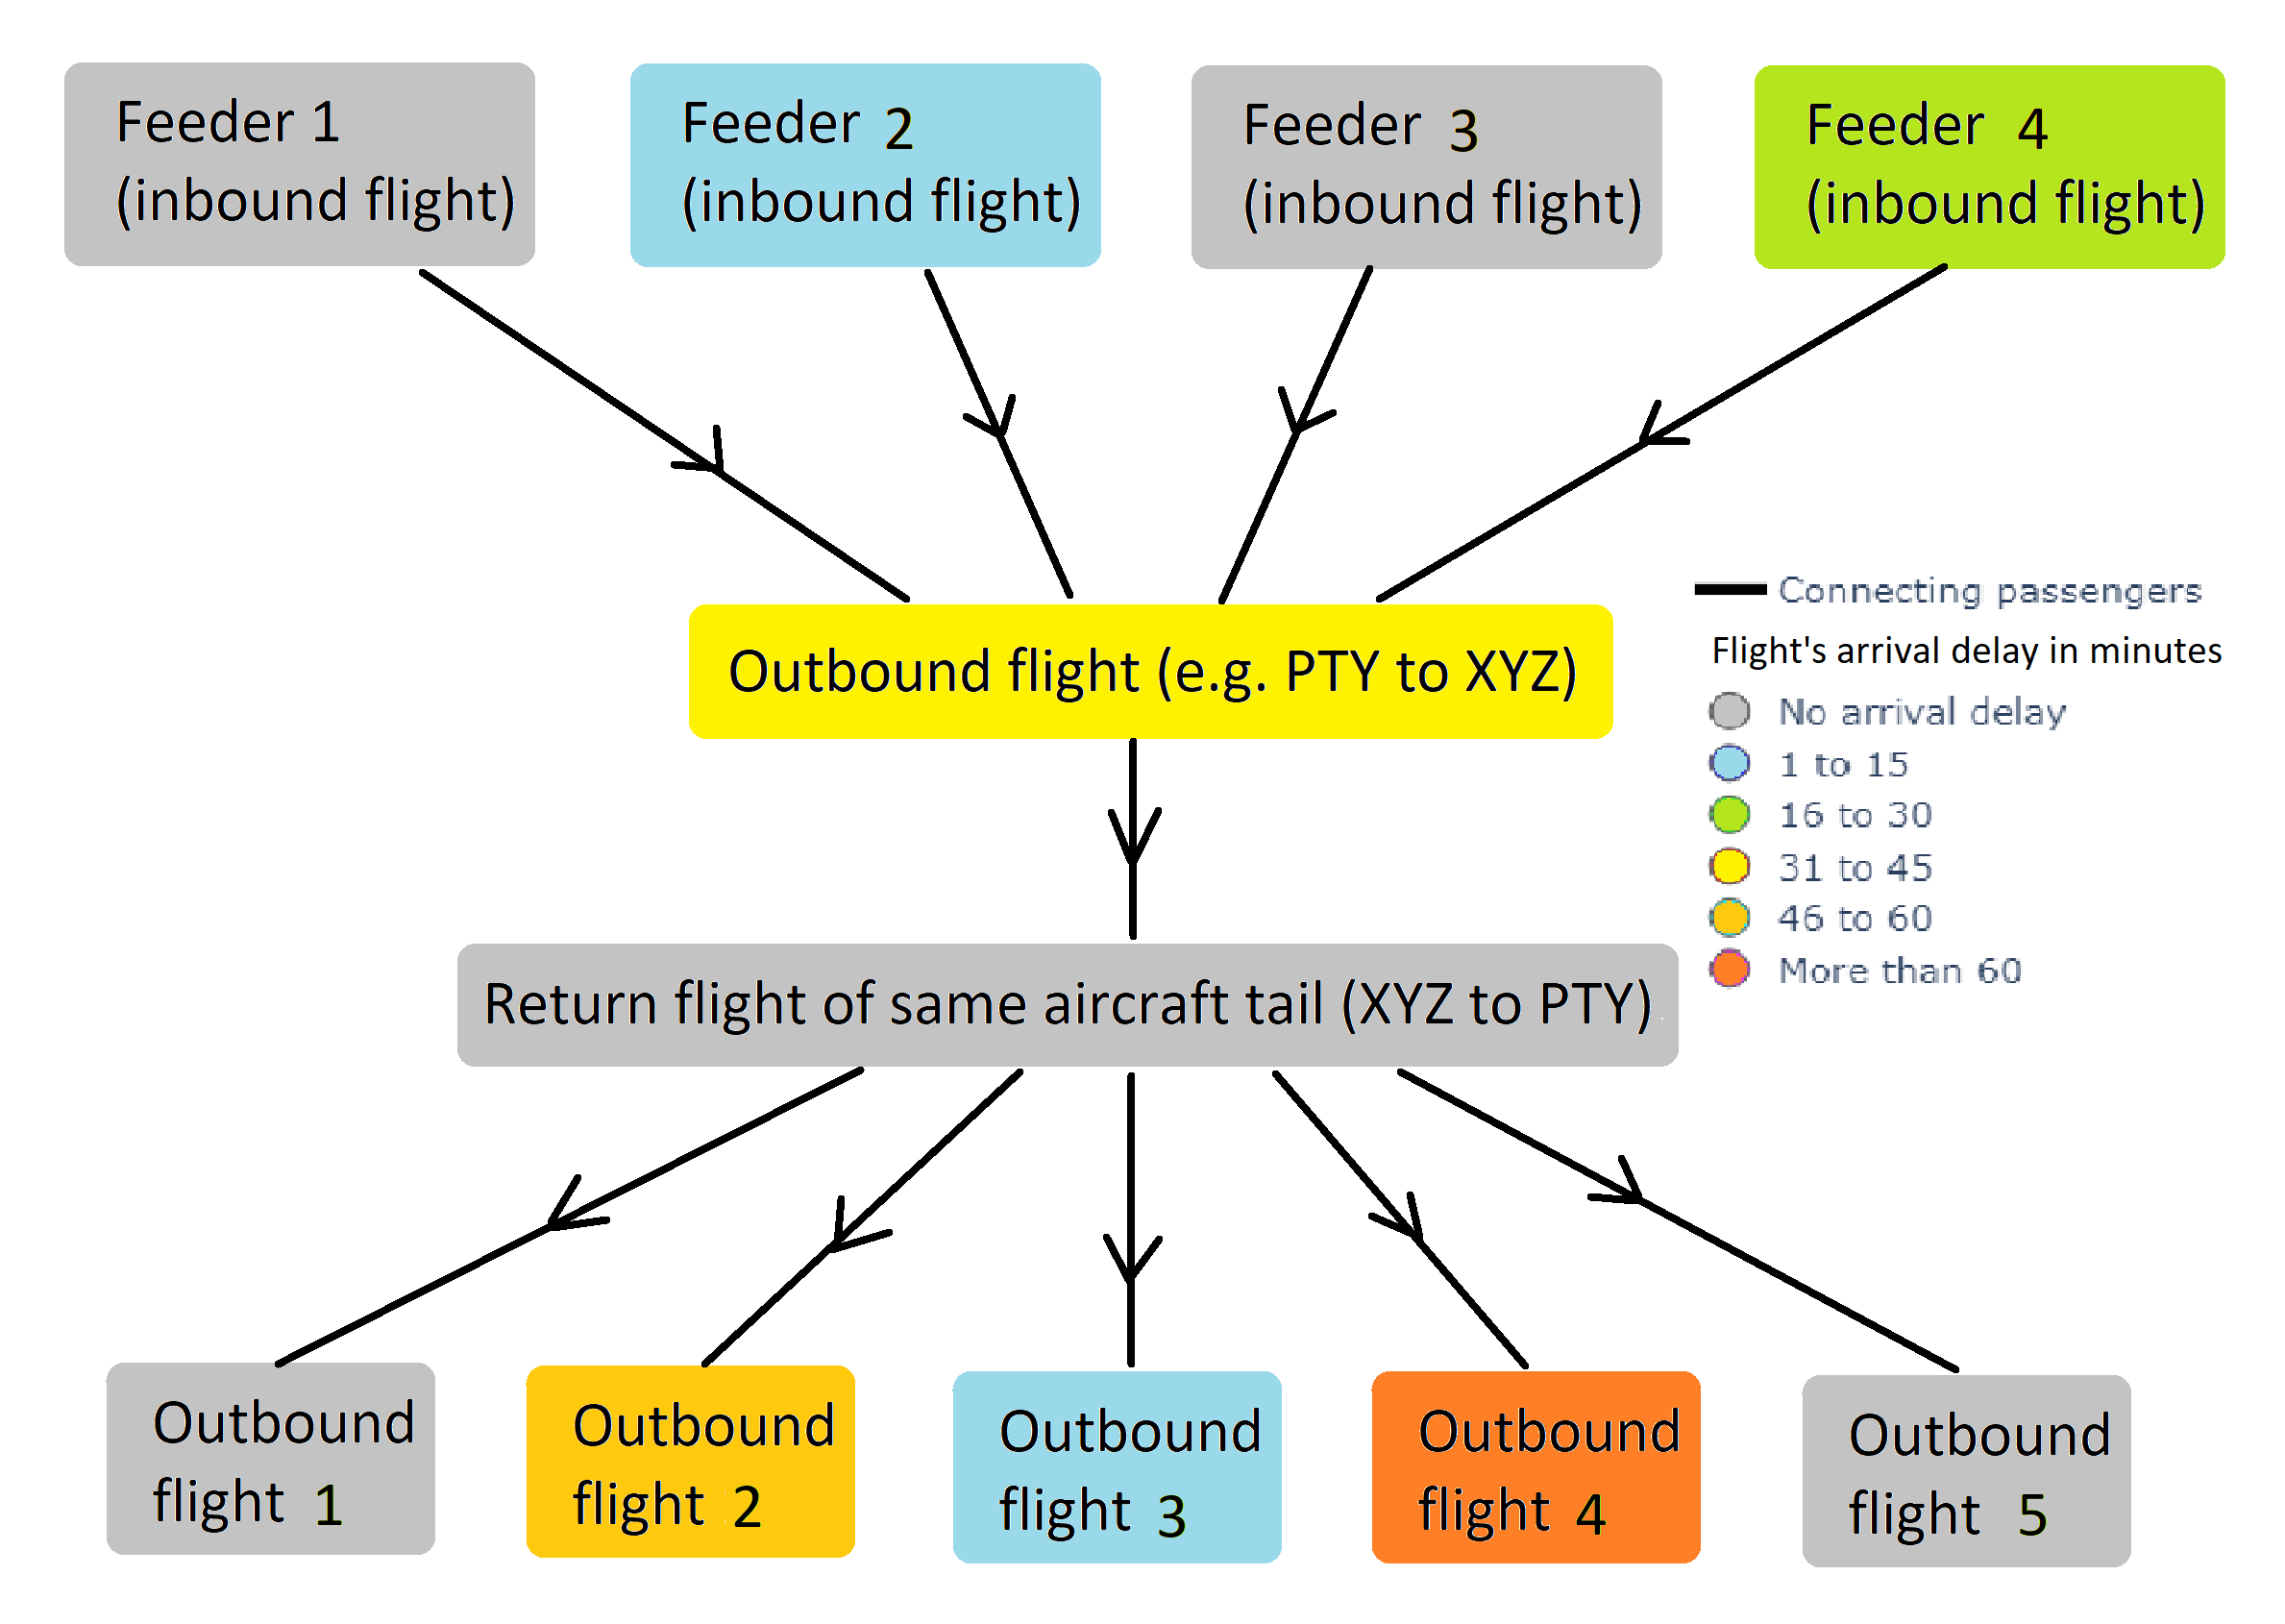 Feeder 1
(inbound flight)
Feeder 2
(inbound flight)
Feeder 3
(inbound flight)
Feeder 4
(inbound flight)
Outbound flight (e.g. PTY to XYZ)
Connecting passengers
Flight's arrival delay in minutes
No arrival delay
1 to 15
16 to 30
31 to 45
46 to 60
More than 60
Return flight of same aircraft tail (XYZ to PTY)
Outbound
flight 1
Outbound
flight 2
Outbound
flight 3
Outbound
flight 4
Outbound
flight 5